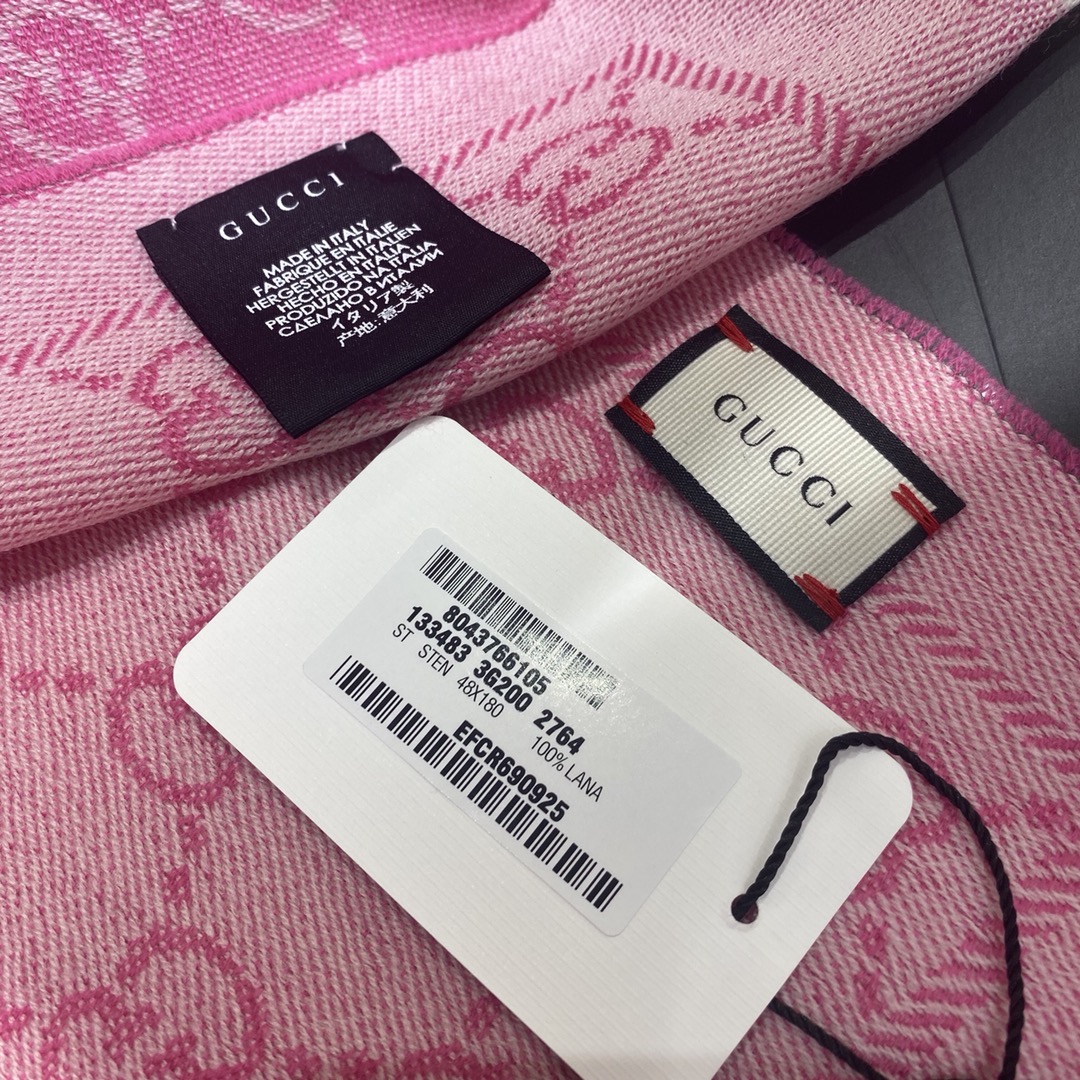 GUCCI
MADE IN ITALY
FABRIQUE EN ITALIE
HERGESTELLT IN ITALIEN
HECHO EN ITALIA
PRODUZIDO NA ITALIA
СДЕЛАНО В ИТАЛИИ
イタリア製
产地:意大利
GUCCI
8043766105
133483 3G200 2764
ST STEN 48X180 100% LANA
EFCR690925